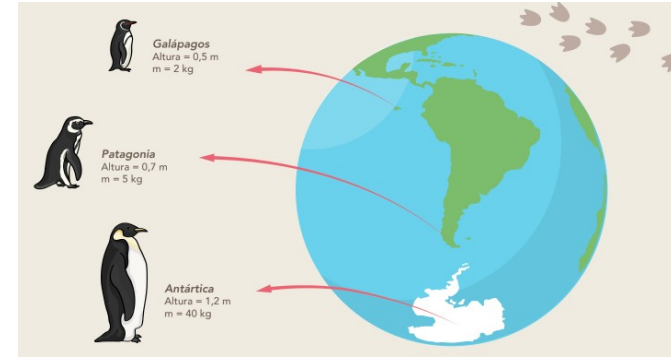 Galápagos
Altura = 0,5 m
m = 2 kg
Patagonia
Altura = 0,7 m
m = 5 kg
Antártica
Altura = 1,2 m
m = 40 kg